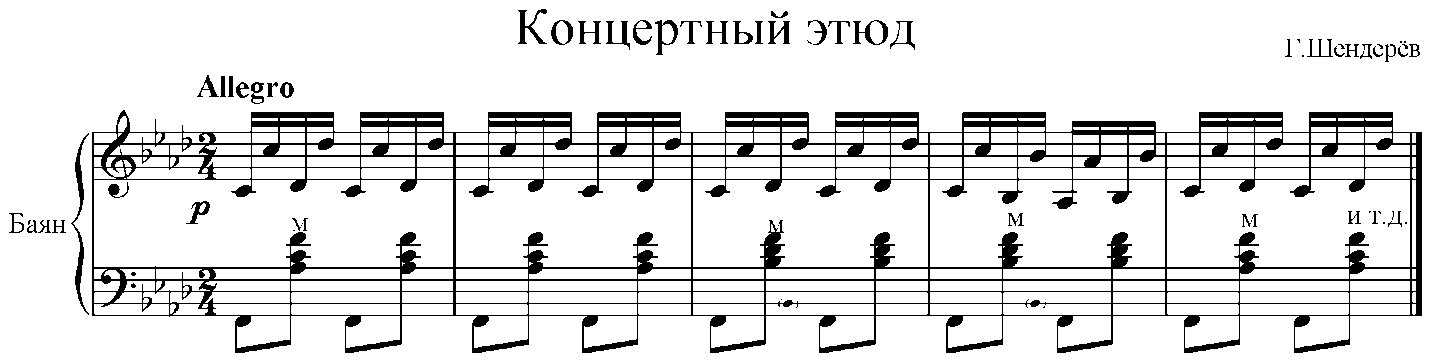 Концертный этюд
Г.Шендерёв
Allegro
2
4
p
Баян
м
м
м
м
и т.д.
2
4